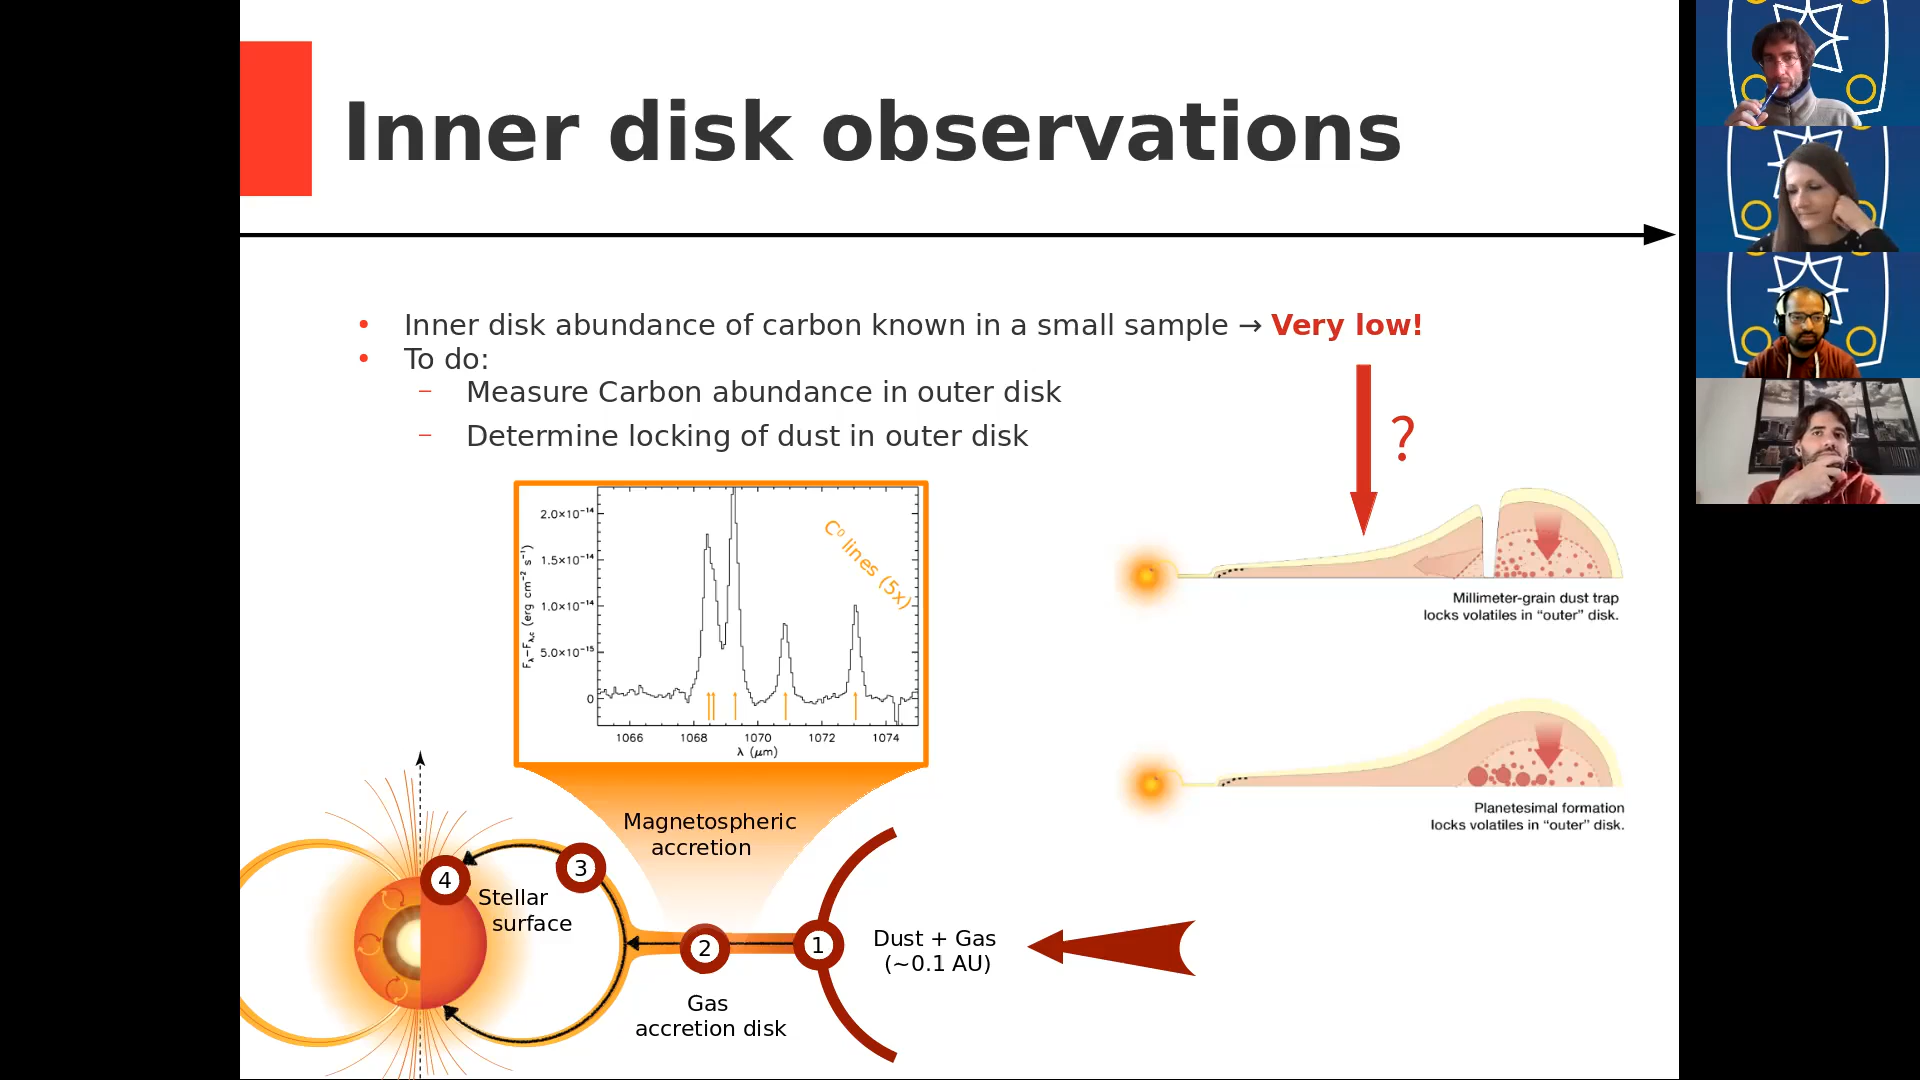 Inner disk observations
• Inner disk abundance of carbon known in a small sample → Very low!
• To do:
– Measure Carbon abundance in outer disk
– Determine locking of dust in outer disk
?
2.0×10⁻¹⁴
1.5×10⁻¹⁴
1.0×10⁻¹⁴
5.0×10⁻¹⁵
0
F_λ−F_λ,c (erg cm⁻² s⁻¹)
C⁰ lines (5x)
1066 1068 1070 1072 1074
λ (μm)
Millimeter-grain dust trap
locks volatiles in “outer” disk.
Planetesimal formation
locks volatiles in “outer” disk.
Magnetospheric
accretion
4
3
Stellar
surface
2
1
Dust + Gas
(~0.1 AU)
Gas
accretion disk